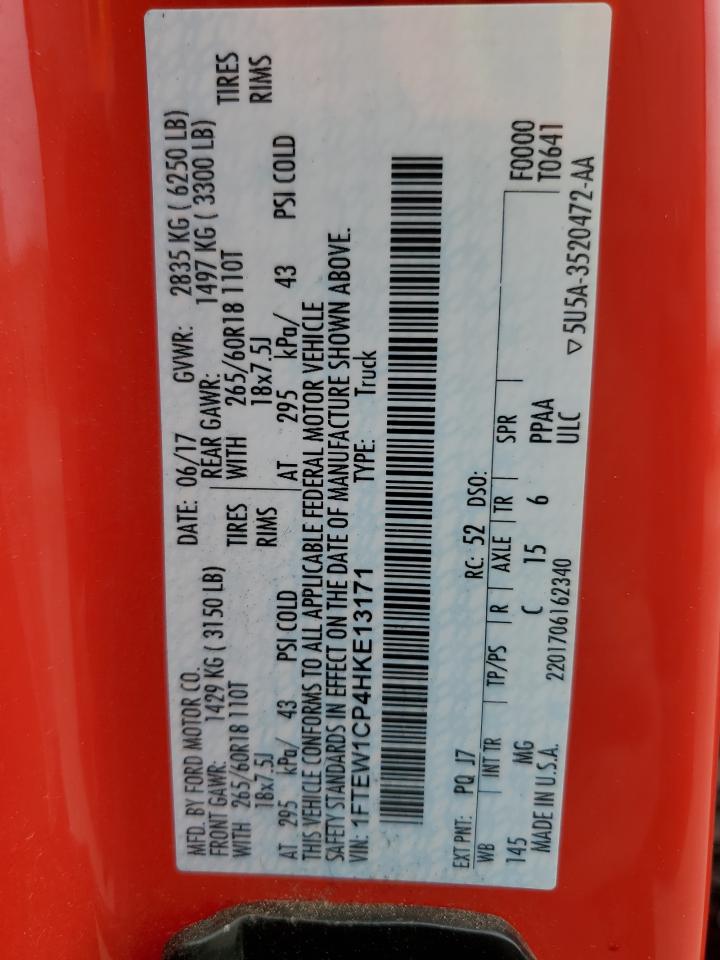 MFD. BY FORD MOTOR CO. DATE: 06/17 GVWR: 2835 KG ( 6250 LB)
FRONT GAWR: 1429 KG ( 3150 LB) REAR GAWR: 1497 KG ( 3300 LB)
WITH 265/60R18 110T TIRES WITH 265/60R18 110T TIRES
18x7.5J RIMS 18x7.5J RIMS
AT 295 kPa/ 43 PSI COLD AT 295 kPa/ 43 PSI COLD
THIS VEHICLE CONFORMS TO ALL APPLICABLE FEDERAL MOTOR VEHICLE
SAFETY STANDARDS IN EFFECT ON THE DATE OF MANUFACTURE SHOWN ABOVE.
VIN: 1FTEW1CP4HKE13171 TYPE: Truck
EXT PNT: PQ J7 RC: 52 DSO:
WB INT TR TP/PS R AXLE TR SPR F0000
145 MG C 15 6 PPAA T0641
MADE IN U.S.A. 2201706162340 ULC ▽5U5A-3520472-AA